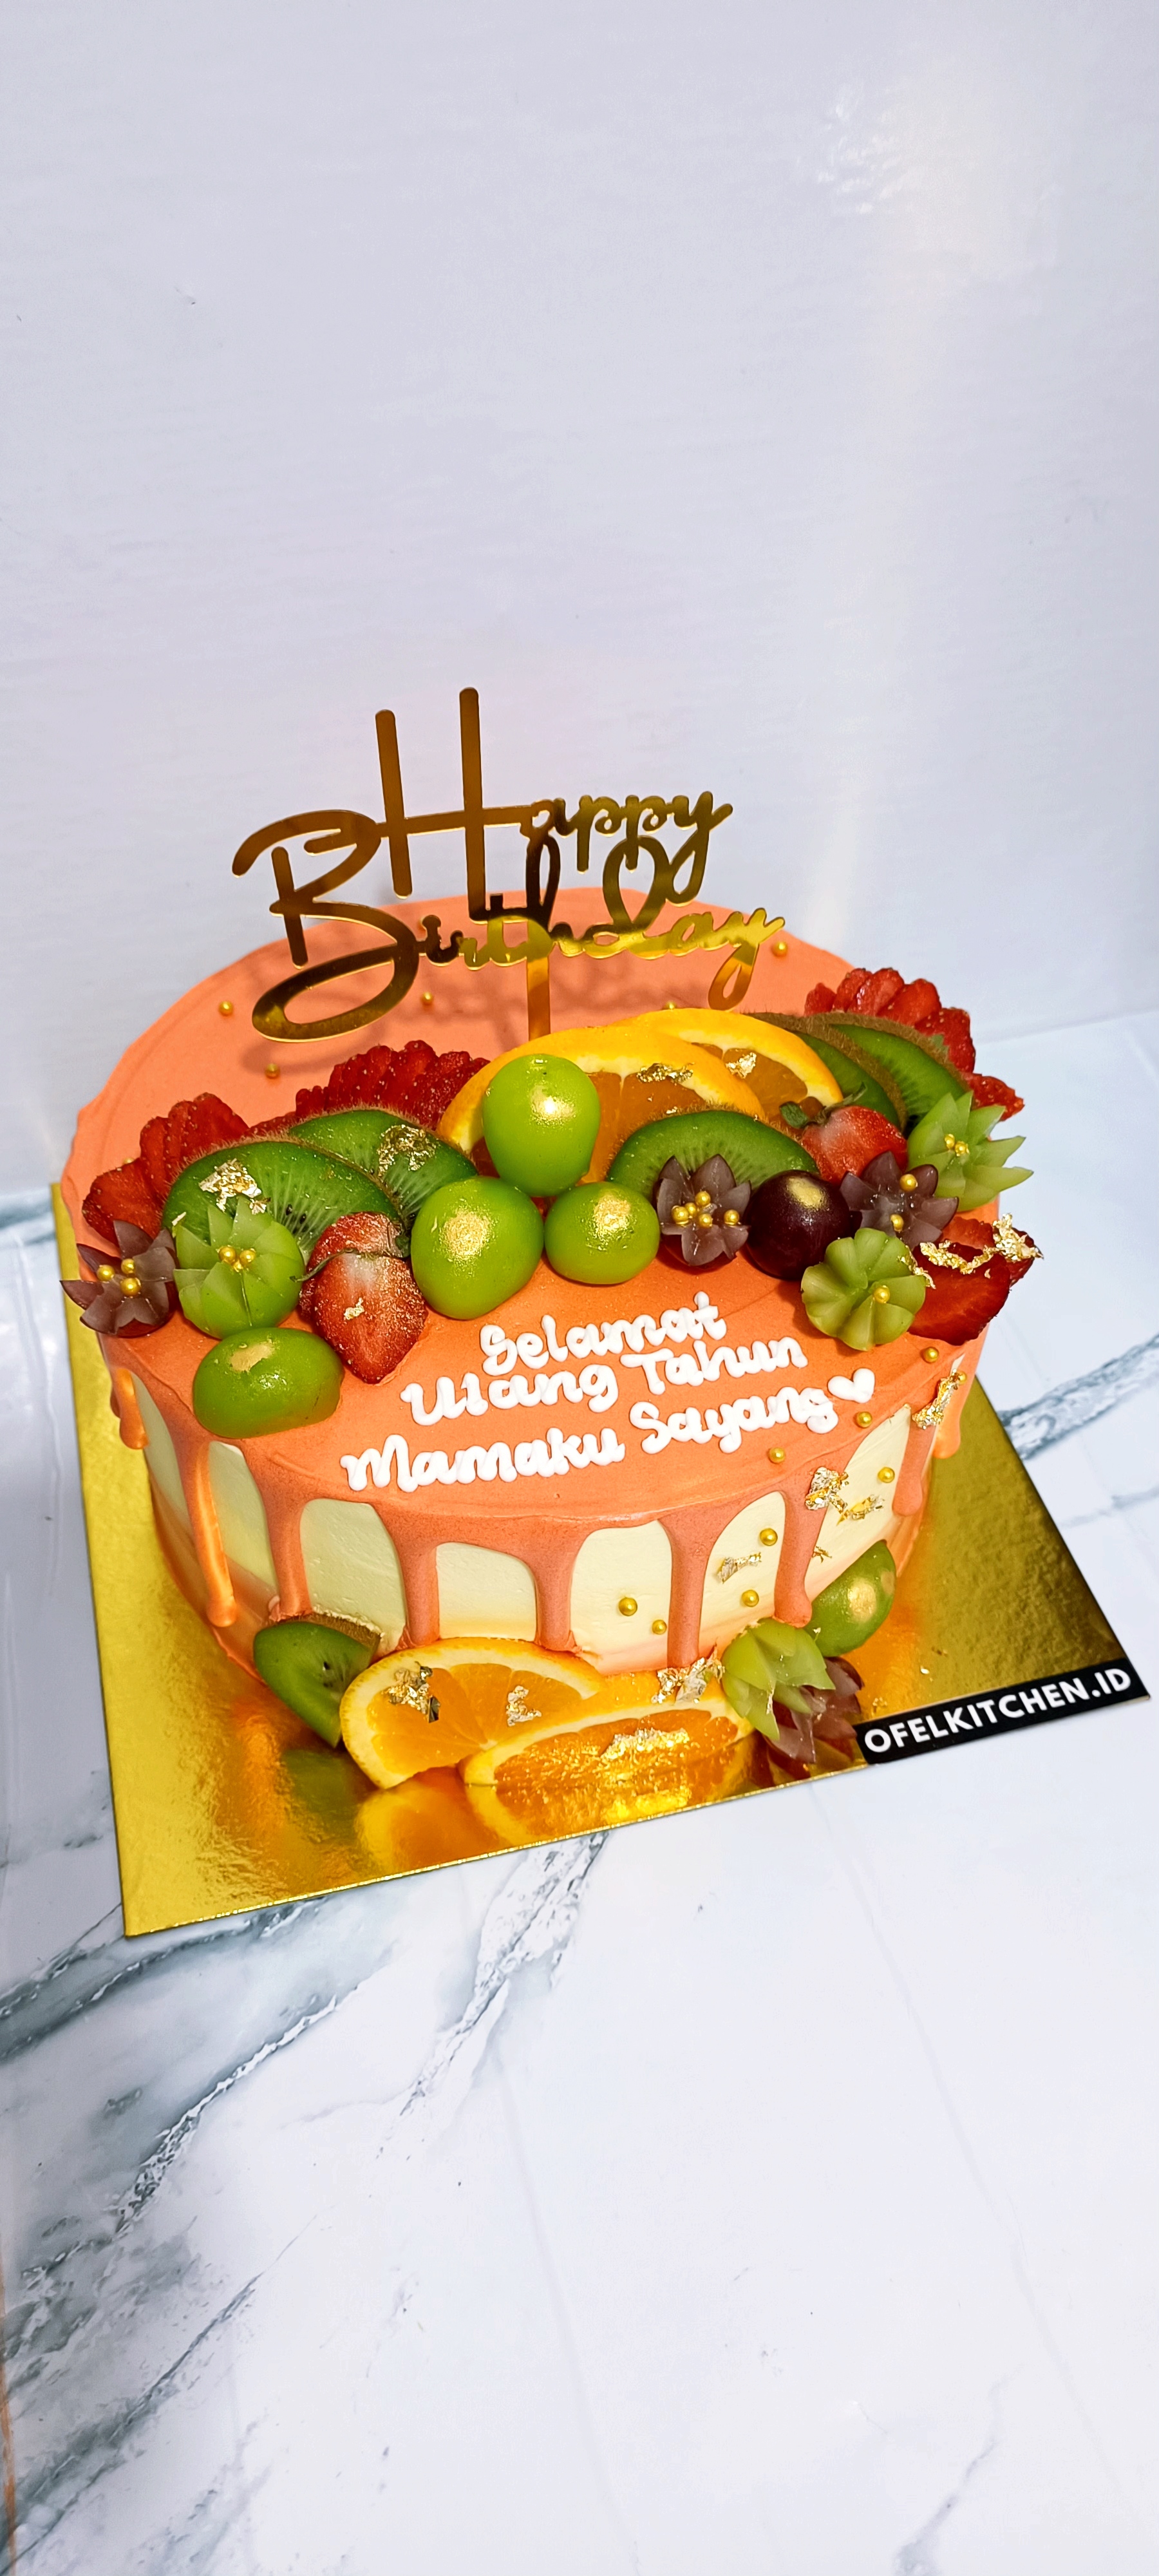 Happy
Birthday
Selamat
Ulang Tahun
Mamaku Sayang
OFELKITCHEN.ID